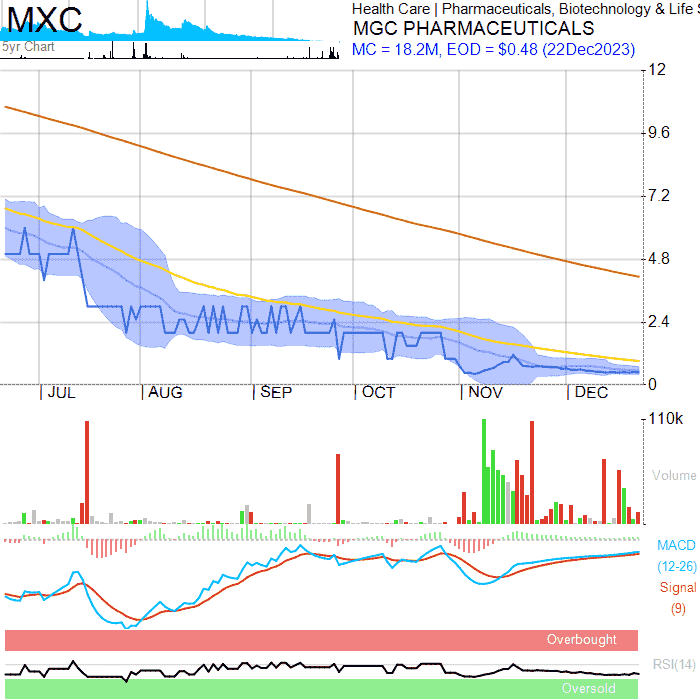 MXC
5yr Chart
Health Care | Pharmaceuticals, Biotechnology & Life S
MGC PHARMACEUTICALS
MC = 18.2M, EOD = $0.48 (22Dec2023)
12
9.6
7.2
4.8
2.4
0
JUL AUG SEP OCT NOV DEC
110k
Volume
MACD
(12-26)
Signal
(9)
Overbought
RSI(14)
Oversold